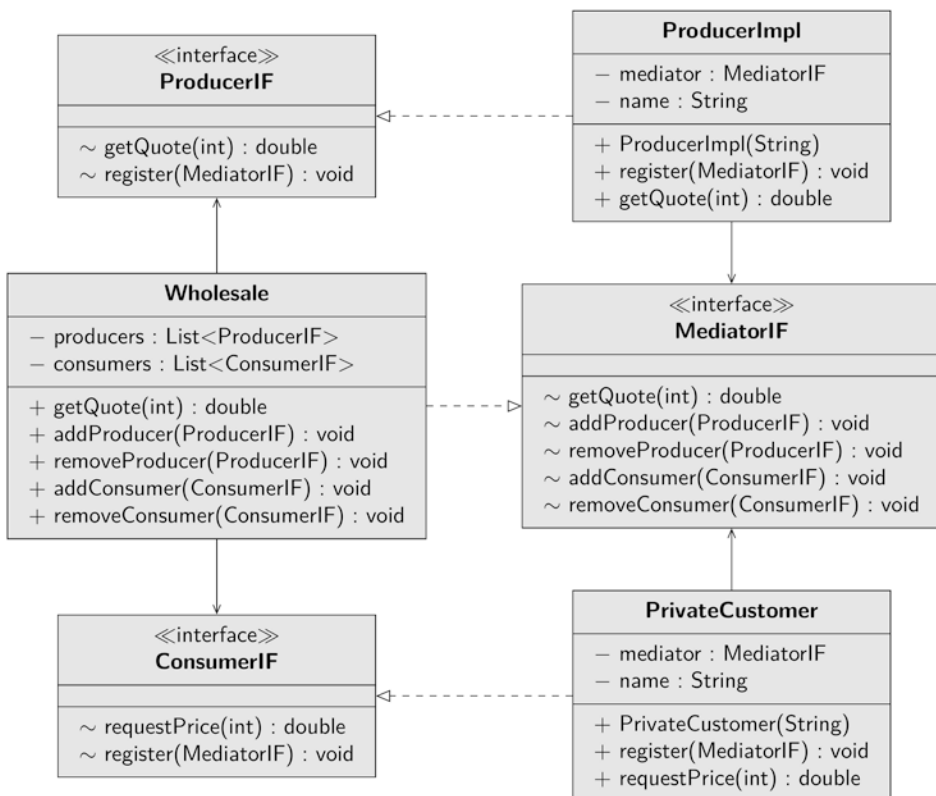 ≪interface≫
ProducerIF
∼ getQuote(int) : double
∼ register(MediatorIF) : void
ProducerImpl
− mediator : MediatorIF
− name : String
+ ProducerImpl(String)
+ register(MediatorIF) : void
+ getQuote(int) : double
Wholesale
− producers : List<ProducerIF>
− consumers : List<ConsumerIF>
+ getQuote(int) : double
+ addProducer(ProducerIF) : void
+ removeProducer(ProducerIF) : void
+ addConsumer(ConsumerIF) : void
+ removeConsumer(ConsumerIF) : void
≪interface≫
MediatorIF
∼ getQuote(int) : double
∼ addProducer(ProducerIF) : void
∼ removeProducer(ProducerIF) : void
∼ addConsumer(ConsumerIF) : void
∼ removeConsumer(ConsumerIF) : void
≪interface≫
ConsumerIF
∼ requestPrice(int) : double
∼ register(MediatorIF) : void
PrivateCustomer
− mediator : MediatorIF
− name : String
+ PrivateCustomer(String)
+ register(MediatorIF) : void
+ requestPrice(int) : double